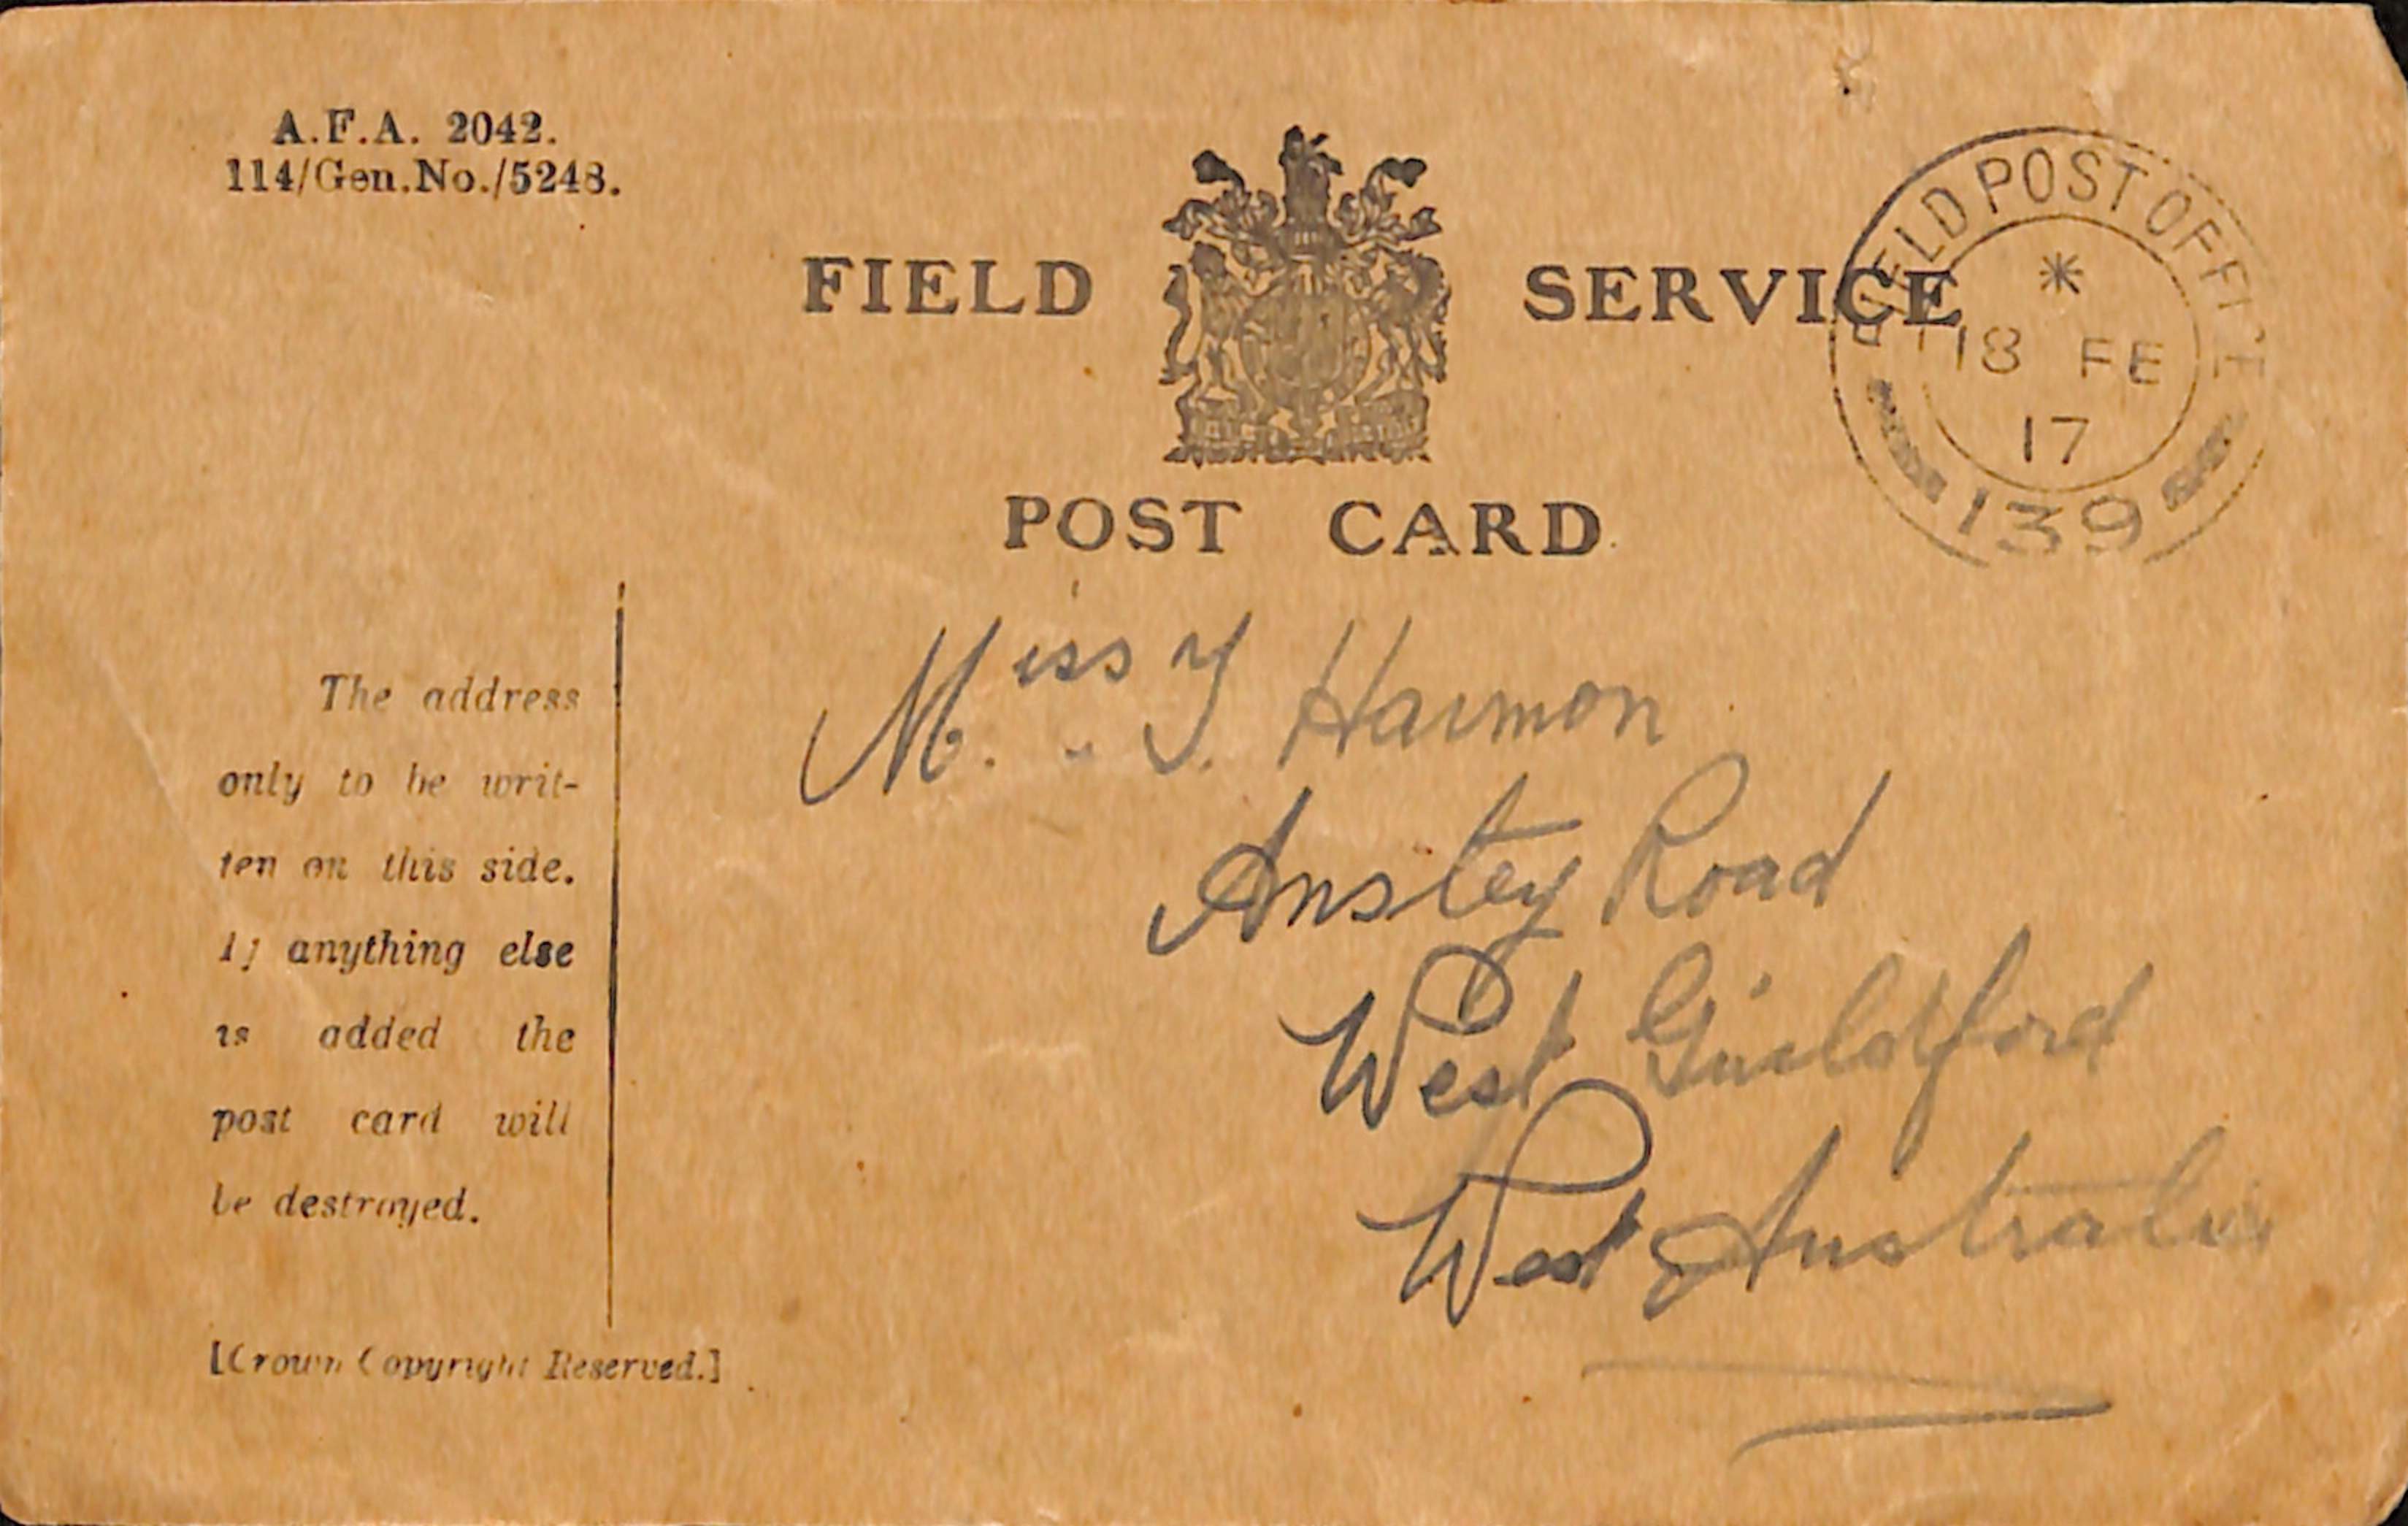 A.F.A. 2042.
114/Gen.No./5248.
FIELD SERVICE
POST CARD
FIELD POST OFFICE
*
18 FE
17
139
The address
only to be writ-
ten on this side.
If anything else
is added the
post card will
be destroyed.
[Crown Copyright Reserved.]
Miss Y. Harmon
Anstey Road
West Guildford
West Australia